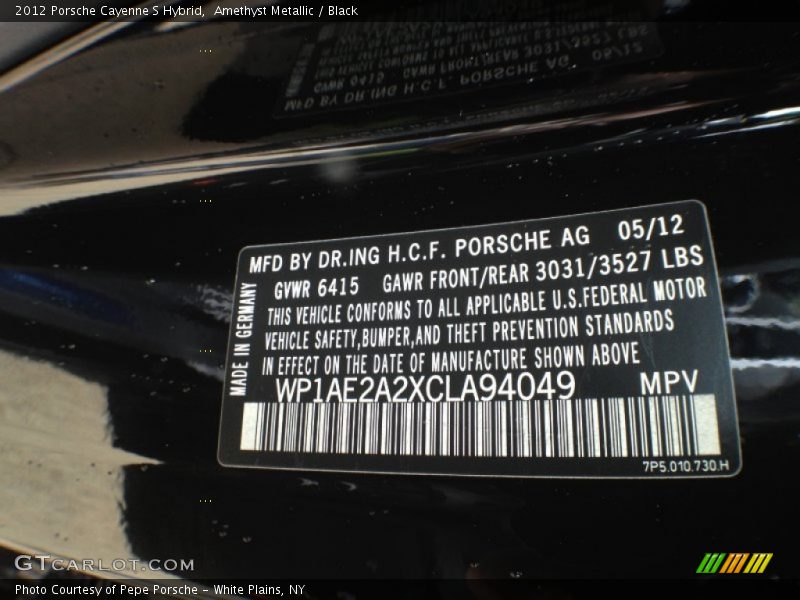 2012 Porsche Cayenne S Hybrid, Amethyst Metallic / Black
MFD BY DR.ING H.C.F. PORSCHE AG 05/12
GVWR 6415 GAWR FRONT/REAR 3031/3527 LBS
THIS VEHICLE CONFORMS TO ALL APPLICABLE U.S.FEDERAL MOTOR
VEHICLE SAFETY,BUMPER,AND THEFT PREVENTION STANDARDS
IN EFFECT ON THE DATE OF MANUFACTURE SHOWN ABOVE
MADE IN GERMANY
WP1AE2A2XCLA94049 MPV
7P5.010.730.H
GTCARLOT.COM
Photo Courtesy of Pepe Porsche - White Plains, NY